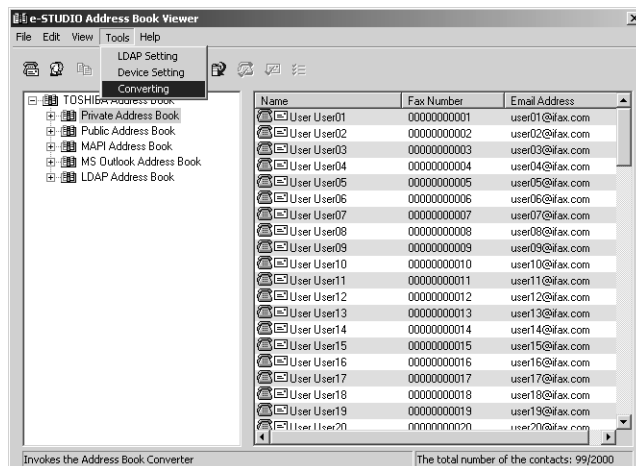 e-STUDIO Address Book Viewer
File Edit View Tools Help
LDAP Setting
Device Setting
Converting
TOSHIBA Address Book
Private Address Book
Public Address Book
MAPI Address Book
MS Outlook Address Book
LDAP Address Book
Name Fax Number Email Address
User User01 00000000001 user01@ifax.com
User User02 00000000002 user02@ifax.com
User User03 00000000003 user03@ifax.com
User User04 00000000004 user04@ifax.com
User User05 00000000005 user05@ifax.com
User User06 00000000006 user06@ifax.com
User User07 00000000007 user07@ifax.com
User User08 00000000008 user08@ifax.com
User User09 00000000009 user09@ifax.com
User User10 00000000010 user10@ifax.com
User User11 00000000011 user11@ifax.com
User User12 00000000012 user12@ifax.com
User User13 00000000013 user13@ifax.com
User User14 00000000014 user14@ifax.com
User User15 00000000015 user15@ifax.com
User User16 00000000016 user16@ifax.com
User User17 00000000017 user17@ifax.com
User User18 00000000018 user18@ifax.com
User User19 00000000019 user19@ifax.com
User User20 00000000020 user20@ifax.com
Invokes the Address Book Converter The total number of the contacts: 99/2000